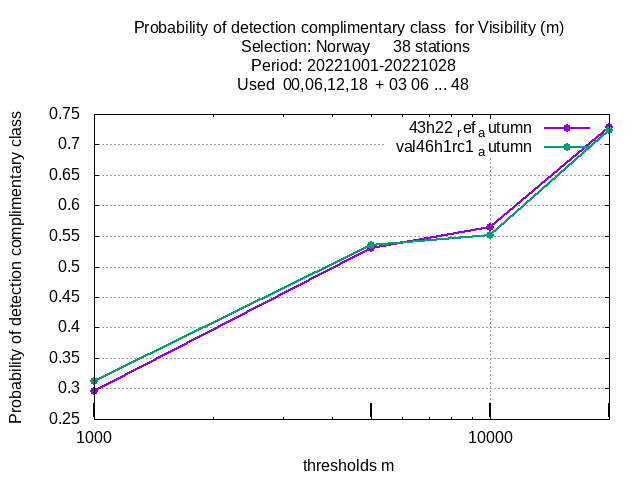 Probability of detection complimentary class  for Visibility (m)
Selection: Norway     38 stations
Period: 20221001-20221028
Used  00,06,12,18  + 03 06 ... 48
Probability of detection complimentary class
0.75
0.7
0.65
0.6
0.55
0.5
0.45
0.4
0.35
0.3
0.25
43h22 ref autumn
val46h1rc1 autumn
1000
10000
thresholds m